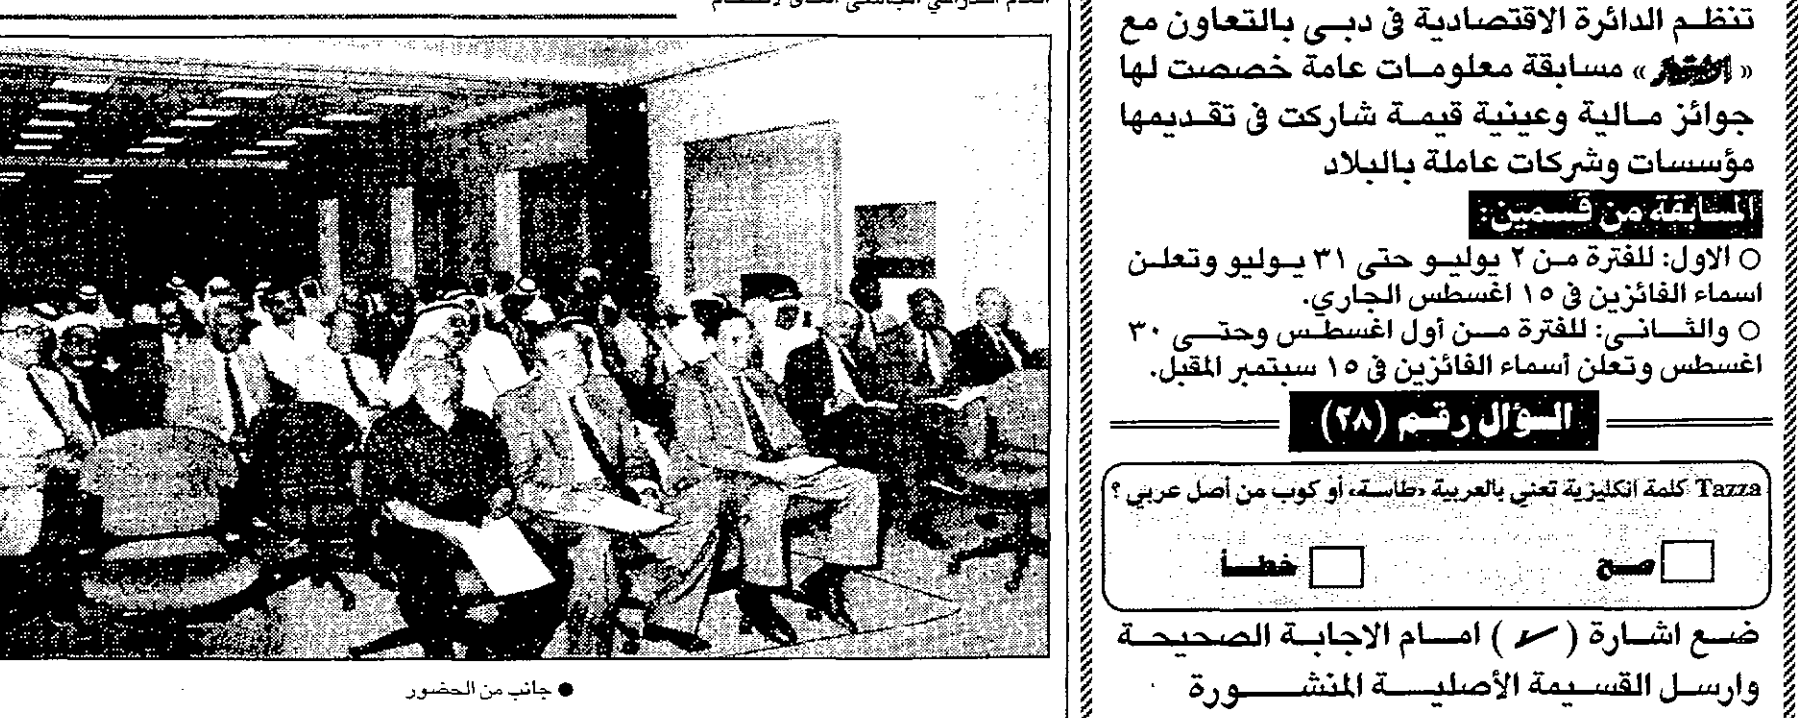 تنظم الدائرة الاقتصادية في دبي بالتعاون مع
« » مسابقة معلومات عامة خصصت لها
جوائز مالية وعينية قيمة شاركت في تقديمها
مؤسسات وشركات عاملة بالبلاد
المسابقة من قسمين:
○ الاول: للفترة من ٢ يوليو حتى ٣١ يوليو وتعلن
اسماء الفائزين في ١٥ اغسطس الجاري.
○ والثاني: للفترة من أول اغسطس وحتى ٣٠
اغسطس وتعلن أسماء الفائزين في ١٥ سبتمبر المقبل.
السؤال رقم (٢٨)
Tazza كلمة انكليزية تعني بالعربية «طاسة» أو كوب من أصل عربي ؟
صح
خطأ
ضع اشارة ( ✓ ) امام الاجابة الصحيحة
وارسل القسيمة الأصلية المنشورة
● جانب من الحضور